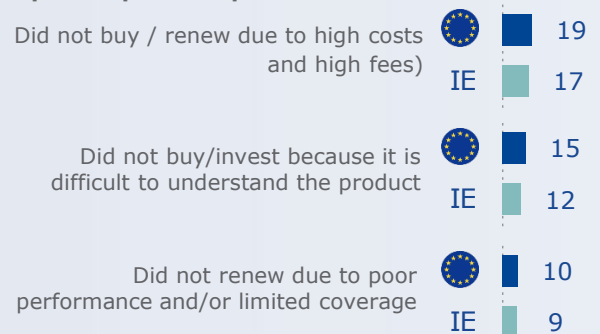 Did not buy / renew due to high costs
and high fees)
19
IE 17
Did not buy/invest because it is
difficult to understand the product
15
IE 12
Did not renew due to poor
performance and/or limited coverage
10
IE 9